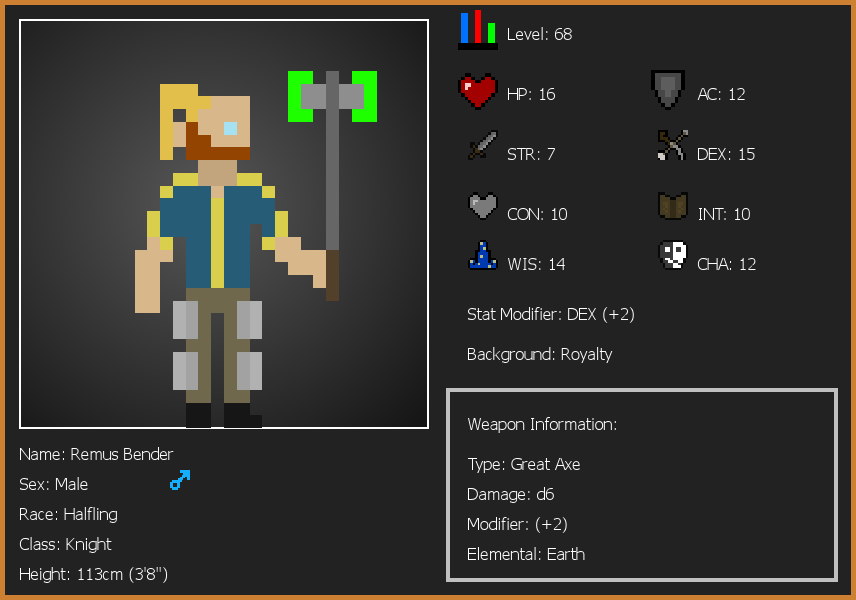 Level: 68
HP: 16
AC: 12
STR: 7
DEX: 15
CON: 10
INT: 10
WIS: 14
CHA: 12
Stat Modifier: DEX (+2)
Background: Royalty
Weapon Information:
Type: Great Axe
Damage: d6
Modifier: (+2)
Elemental: Earth
Name: Remus Bender
Sex: Male
Race: Halfling
Class: Knight
Height: 113cm (3'8")